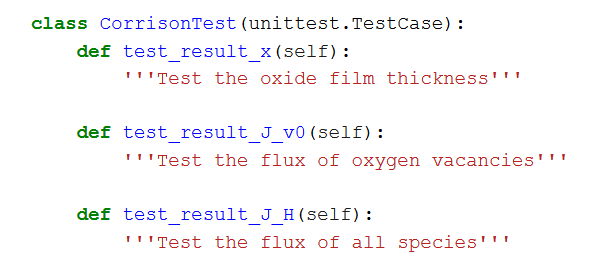 class CorrisonTest(unittest.TestCase):
    def test_result_x(self):
        '''Test the oxide film thickness'''
    def test_result_J_v0(self):
        '''Test the flux of oxygen vacancies'''
    def test_result_J_H(self):
        '''Test the flux of all species'''